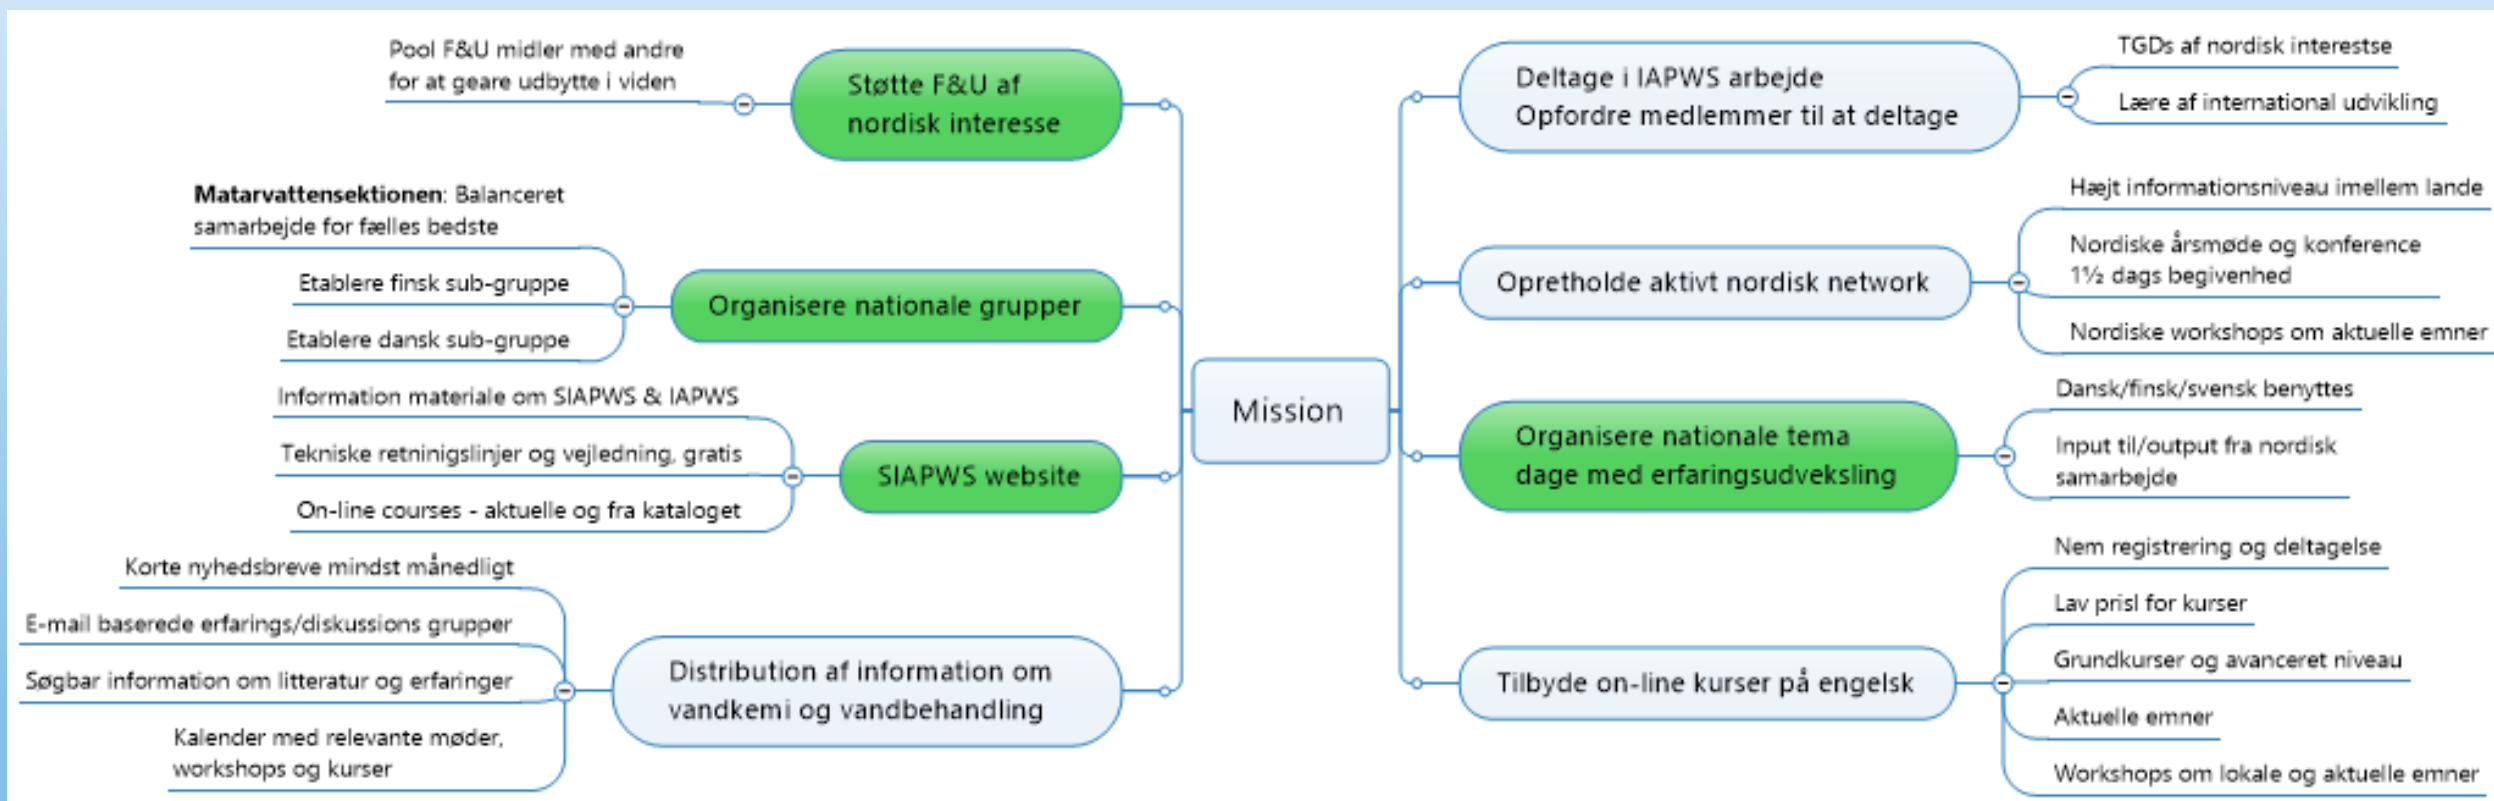 Pool F&U midler med andre
for at geare udbytte i viden
Støtte F&U af
nordisk interesse
Matarvattensektionen: Balanceret
samarbejde for fælles bedste
Etablere finsk sub-gruppe
Etablere dansk sub-gruppe
Organisere nationale grupper
Information materiale om SIAPWS & IAPWS
Tekniske retninigslinjer og vejledning, gratis
On-line courses - aktuelle og fra kataloget
SIAPWS website
Korte nyhedsbreve mindst månedligt
E-mail baserede erfarings/diskussions grupper
Søgbar information om litteratur og erfaringer
Kalender med relevante møder,
workshops og kurser
Distribution af information om
vandkemi og vandbehandling
Mission
Deltage i IAPWS arbejde
Opfordre medlemmer til at deltage
TGDs af nordisk interestse
Lære af international udvikling
Opretholde aktivt nordisk network
Hæjt informationsniveau imellem lande
Nordiske årsmøde og konference
1½ dags begivenhed
Nordiske workshops om aktuelle emner
Organisere nationale tema
dage med erfaringsudveksling
Dansk/finsk/svensk benyttes
Input til/output fra nordisk
samarbejde
Tilbyde on-line kurser på engelsk
Nem registrering og deltagelse
Lav prisl for kurser
Grundkurser og avanceret niveau
Aktuelle emner
Workshops om lokale og aktuelle emner